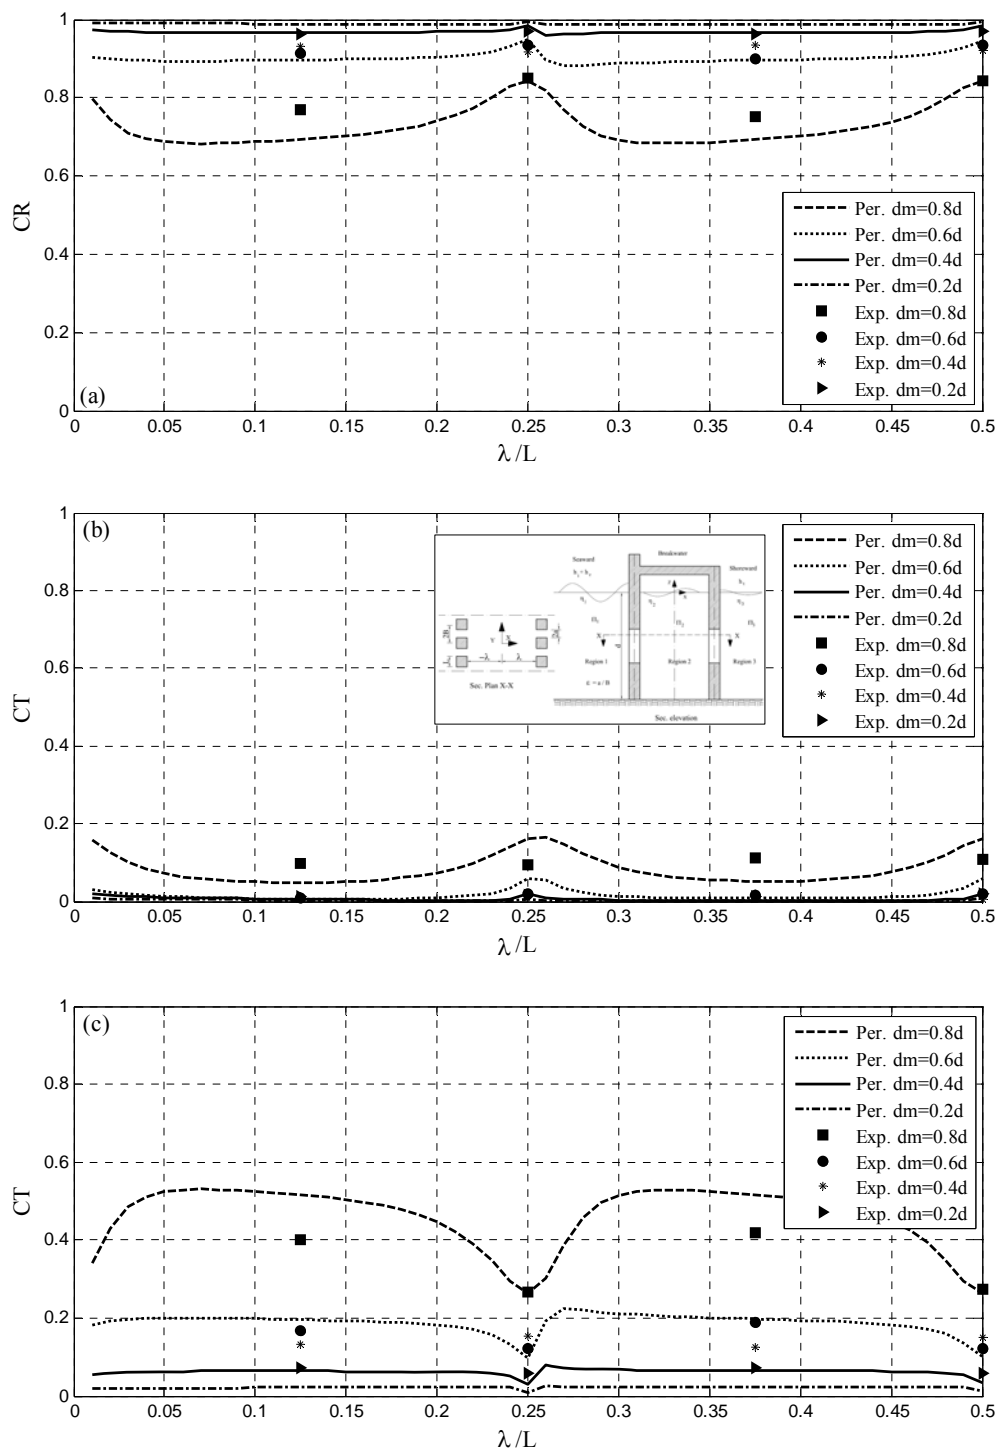 1
0.8
0.6
0.4
0.2
0
CR
(a)
Per. dm=0.8d
Per. dm=0.6d
Per. dm=0.4d
Per. dm=0.2d
Exp. dm=0.8d
Exp. dm=0.6d
Exp. dm=0.4d
Exp. dm=0.2d
0 0.05 0.1 0.15 0.2 0.25 0.3 0.35 0.4 0.45 0.5
λ/L
1
0.8
0.6
0.4
0.2
0
CT
(b)
Seaward
Breakwater
Shoreward
Region 1
Region 2
Region 3
ε = a / B
Sec. Plan X-X
Sec. elevation
-λ
λ
X
X
d
Per. dm=0.8d
Per. dm=0.6d
Per. dm=0.4d
Per. dm=0.2d
Exp. dm=0.8d
Exp. dm=0.6d
Exp. dm=0.4d
Exp. dm=0.2d
0 0.05 0.1 0.15 0.2 0.25 0.3 0.35 0.4 0.45 0.5
λ/L
1
0.8
0.6
0.4
0.2
0
CT
(c)
Per. dm=0.8d
Per. dm=0.6d
Per. dm=0.4d
Per. dm=0.2d
Exp. dm=0.8d
Exp. dm=0.6d
Exp. dm=0.4d
Exp. dm=0.2d
0 0.05 0.1 0.15 0.2 0.25 0.3 0.35 0.4 0.45 0.5
λ/L